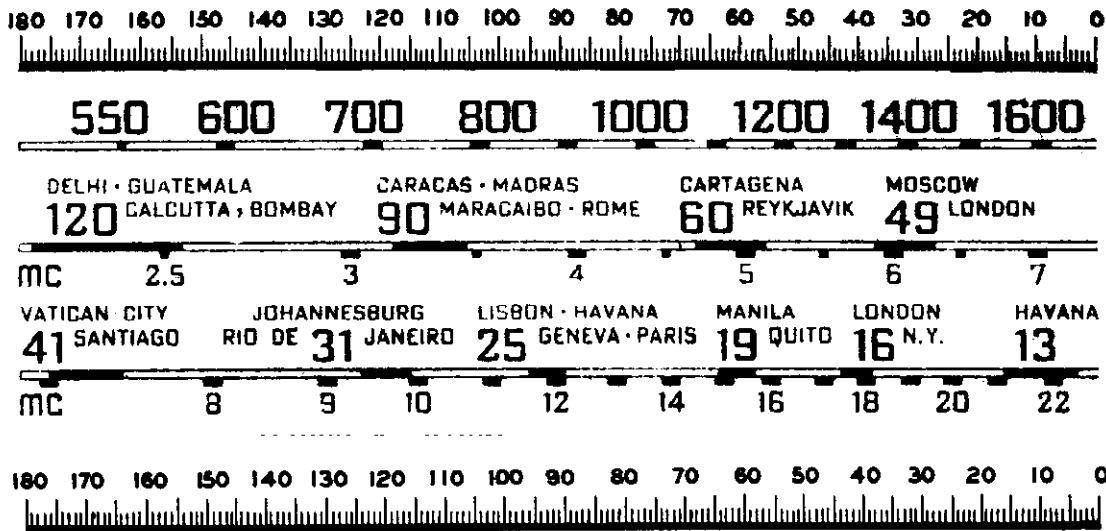 180 170 160 150 140 130 120 110 100 90 80 70 60 50 40 30 20 10 0
550 600 700 800 1000 1200 1400 1600
DELHI · GUATEMALA CARACAS · MADRAS CARTAGENA MOSCOW
120 CALCUTTA, BOMBAY 90 MARACAIBO · ROME 60 REYKJAVIK 49 LONDON
MC 2.5 3 4 5 6 7
VATICAN CITY JOHANNESBURG LISBON · HAVANA MANILA LONDON HAVANA
41 SANTIAGO RIO DE 31 JANEIRO 25 GENEVA · PARIS 19 QUITO 16 N.Y. 13
MC 8 9 10 12 14 16 18 20 22
180 170 160 150 140 130 120 110 100 90 80 70 60 50 40 30 20 10 0